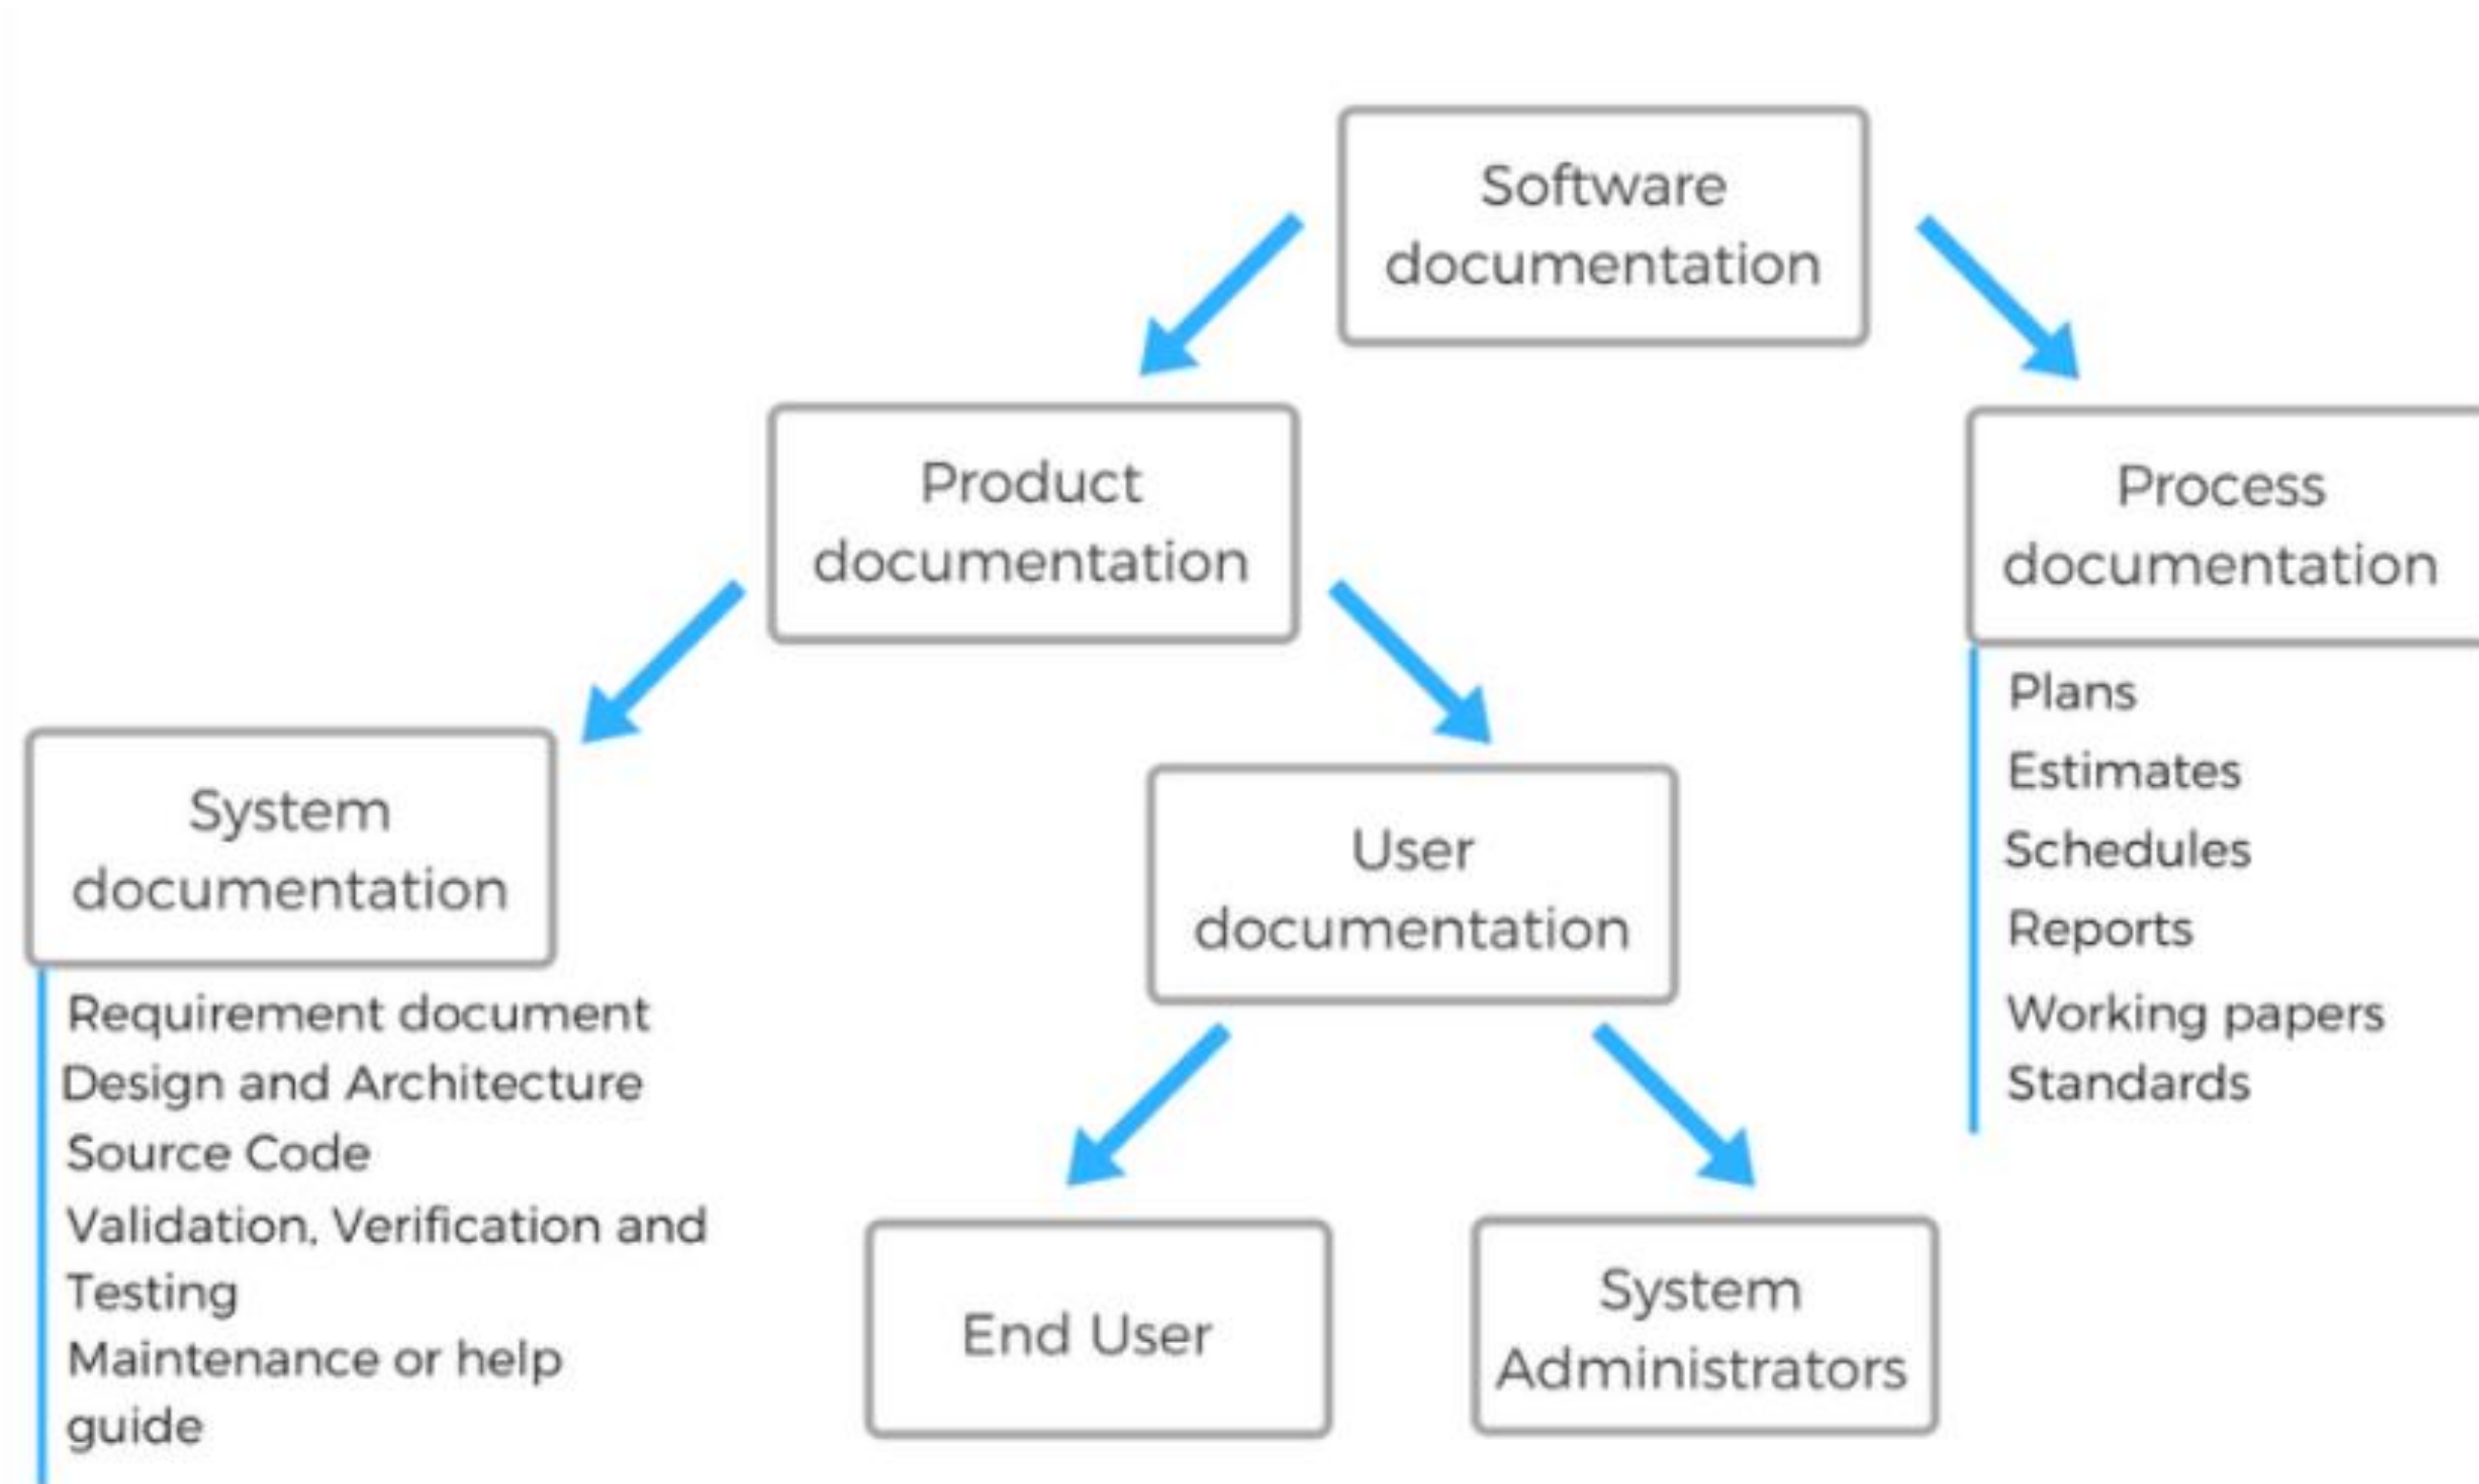 Software
documentation
Product
documentation
Process
documentation
Plans
Estimates
Schedules
Reports
Working papers
Standards
System
documentation
Requirement document
Design and Architecture
Source Code
Validation, Verification and
Testing
Maintenance or help
guide
User
documentation
End User
System
Administrators